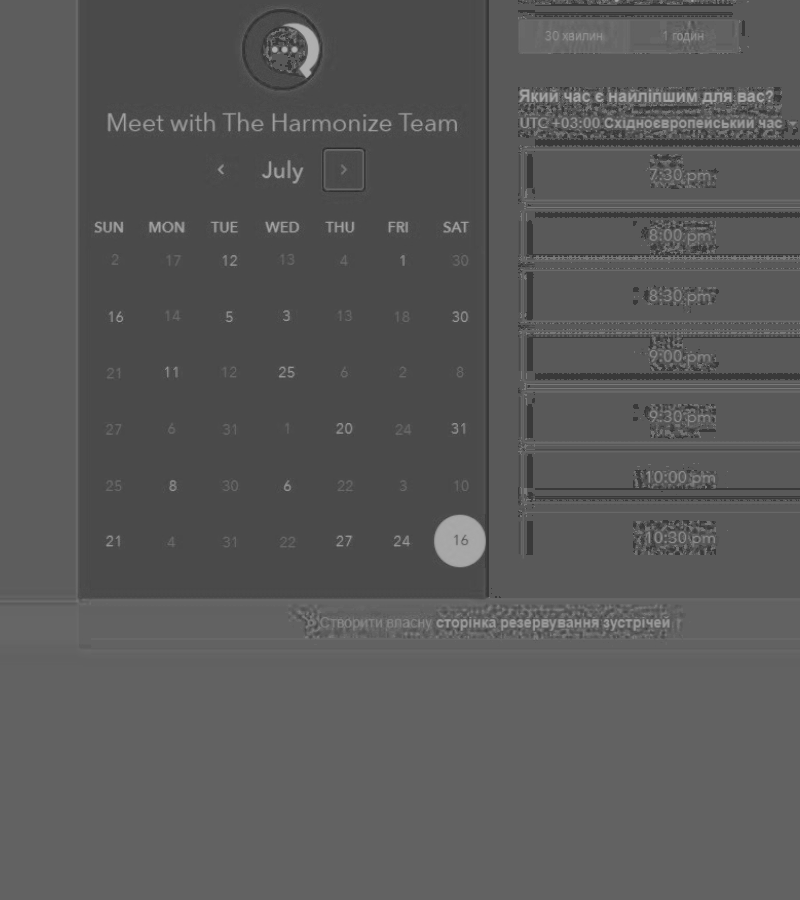 30 хвилин 1 годин
Meet with The Harmonize Team
July
SUN MON TUE WED THU FRI SAT
2 17 12 13 4 1 30
16 14 5 3 13 18 30
21 11 12 25 6 2 8
27 6 31 1 20 24 31
25 8 30 6 22 3 10
21 4 31 22 27 24 16
Який час є найліпшим для вас?
UTC +03:00 Східноєвропейський час
7:30 pm
8:00 pm
8:30 pm
9:00 pm
9:30 pm
10:00 pm
10:30 pm
Створити власну сторінка резервування зустрічей